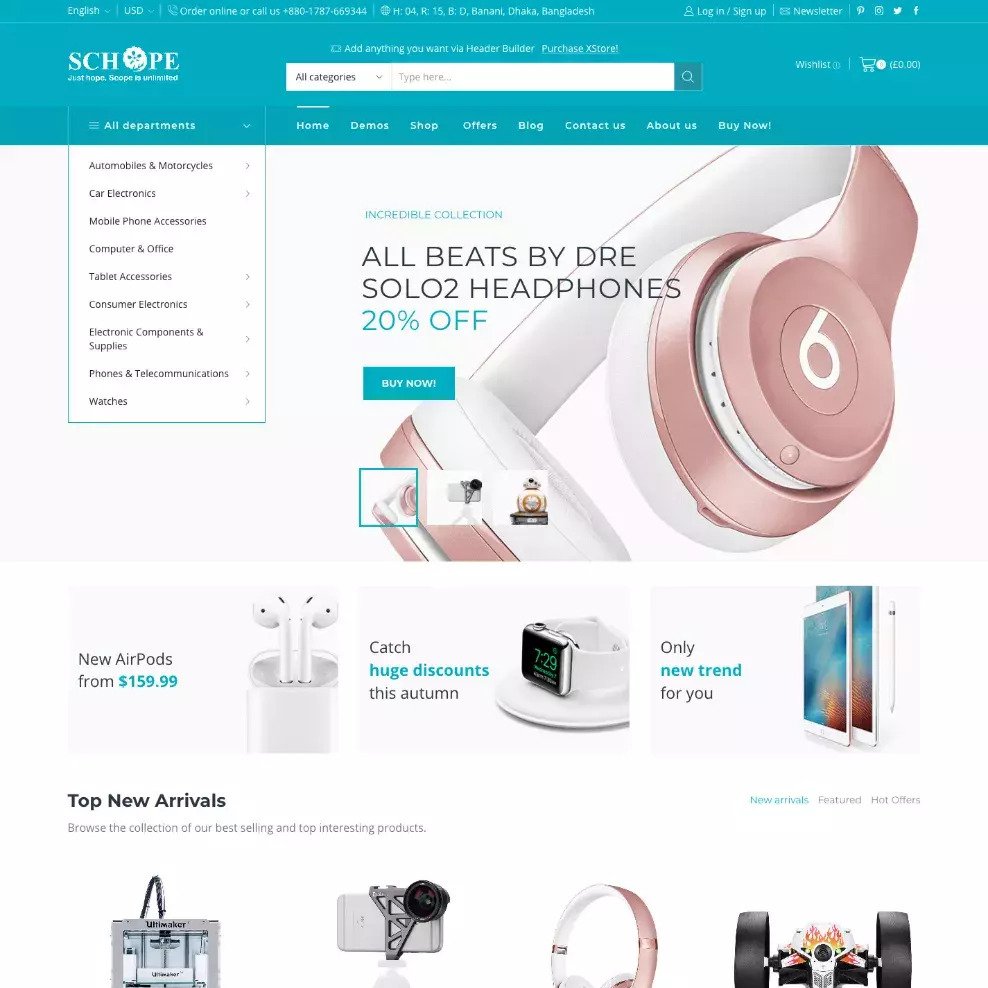 English USD Order online or call us +880-1787-669344 H: 04, R: 15, B: D, Banani, Dhaka, Bangladesh Log in / Sign up Newsletter
SCHOPE
Just hope. Scope is unlimited
Add anything you want via Header Builder Purchase XStore!
All categories Type here...
Wishlist 0 (£0.00)
All departments Home Demos Shop Offers Blog Contact us About us Buy Now!
Automobiles & Motorcycles
Car Electronics
Mobile Phone Accessories
Computer & Office
Tablet Accessories
Consumer Electronics
Electronic Components &
Supplies
Phones & Telecommunications
Watches
INCREDIBLE COLLECTION
ALL BEATS BY DRE
SOLO2 HEADPHONES
20% OFF
BUY NOW!
New AirPods
from $159.99
Catch
huge discounts
this autumn
7:29
Only
new trend
for you
Top New Arrivals
New arrivals Featured Hot Offers
Browse the collection of our best selling and top interesting products.
Ultimaker
Ultimaker